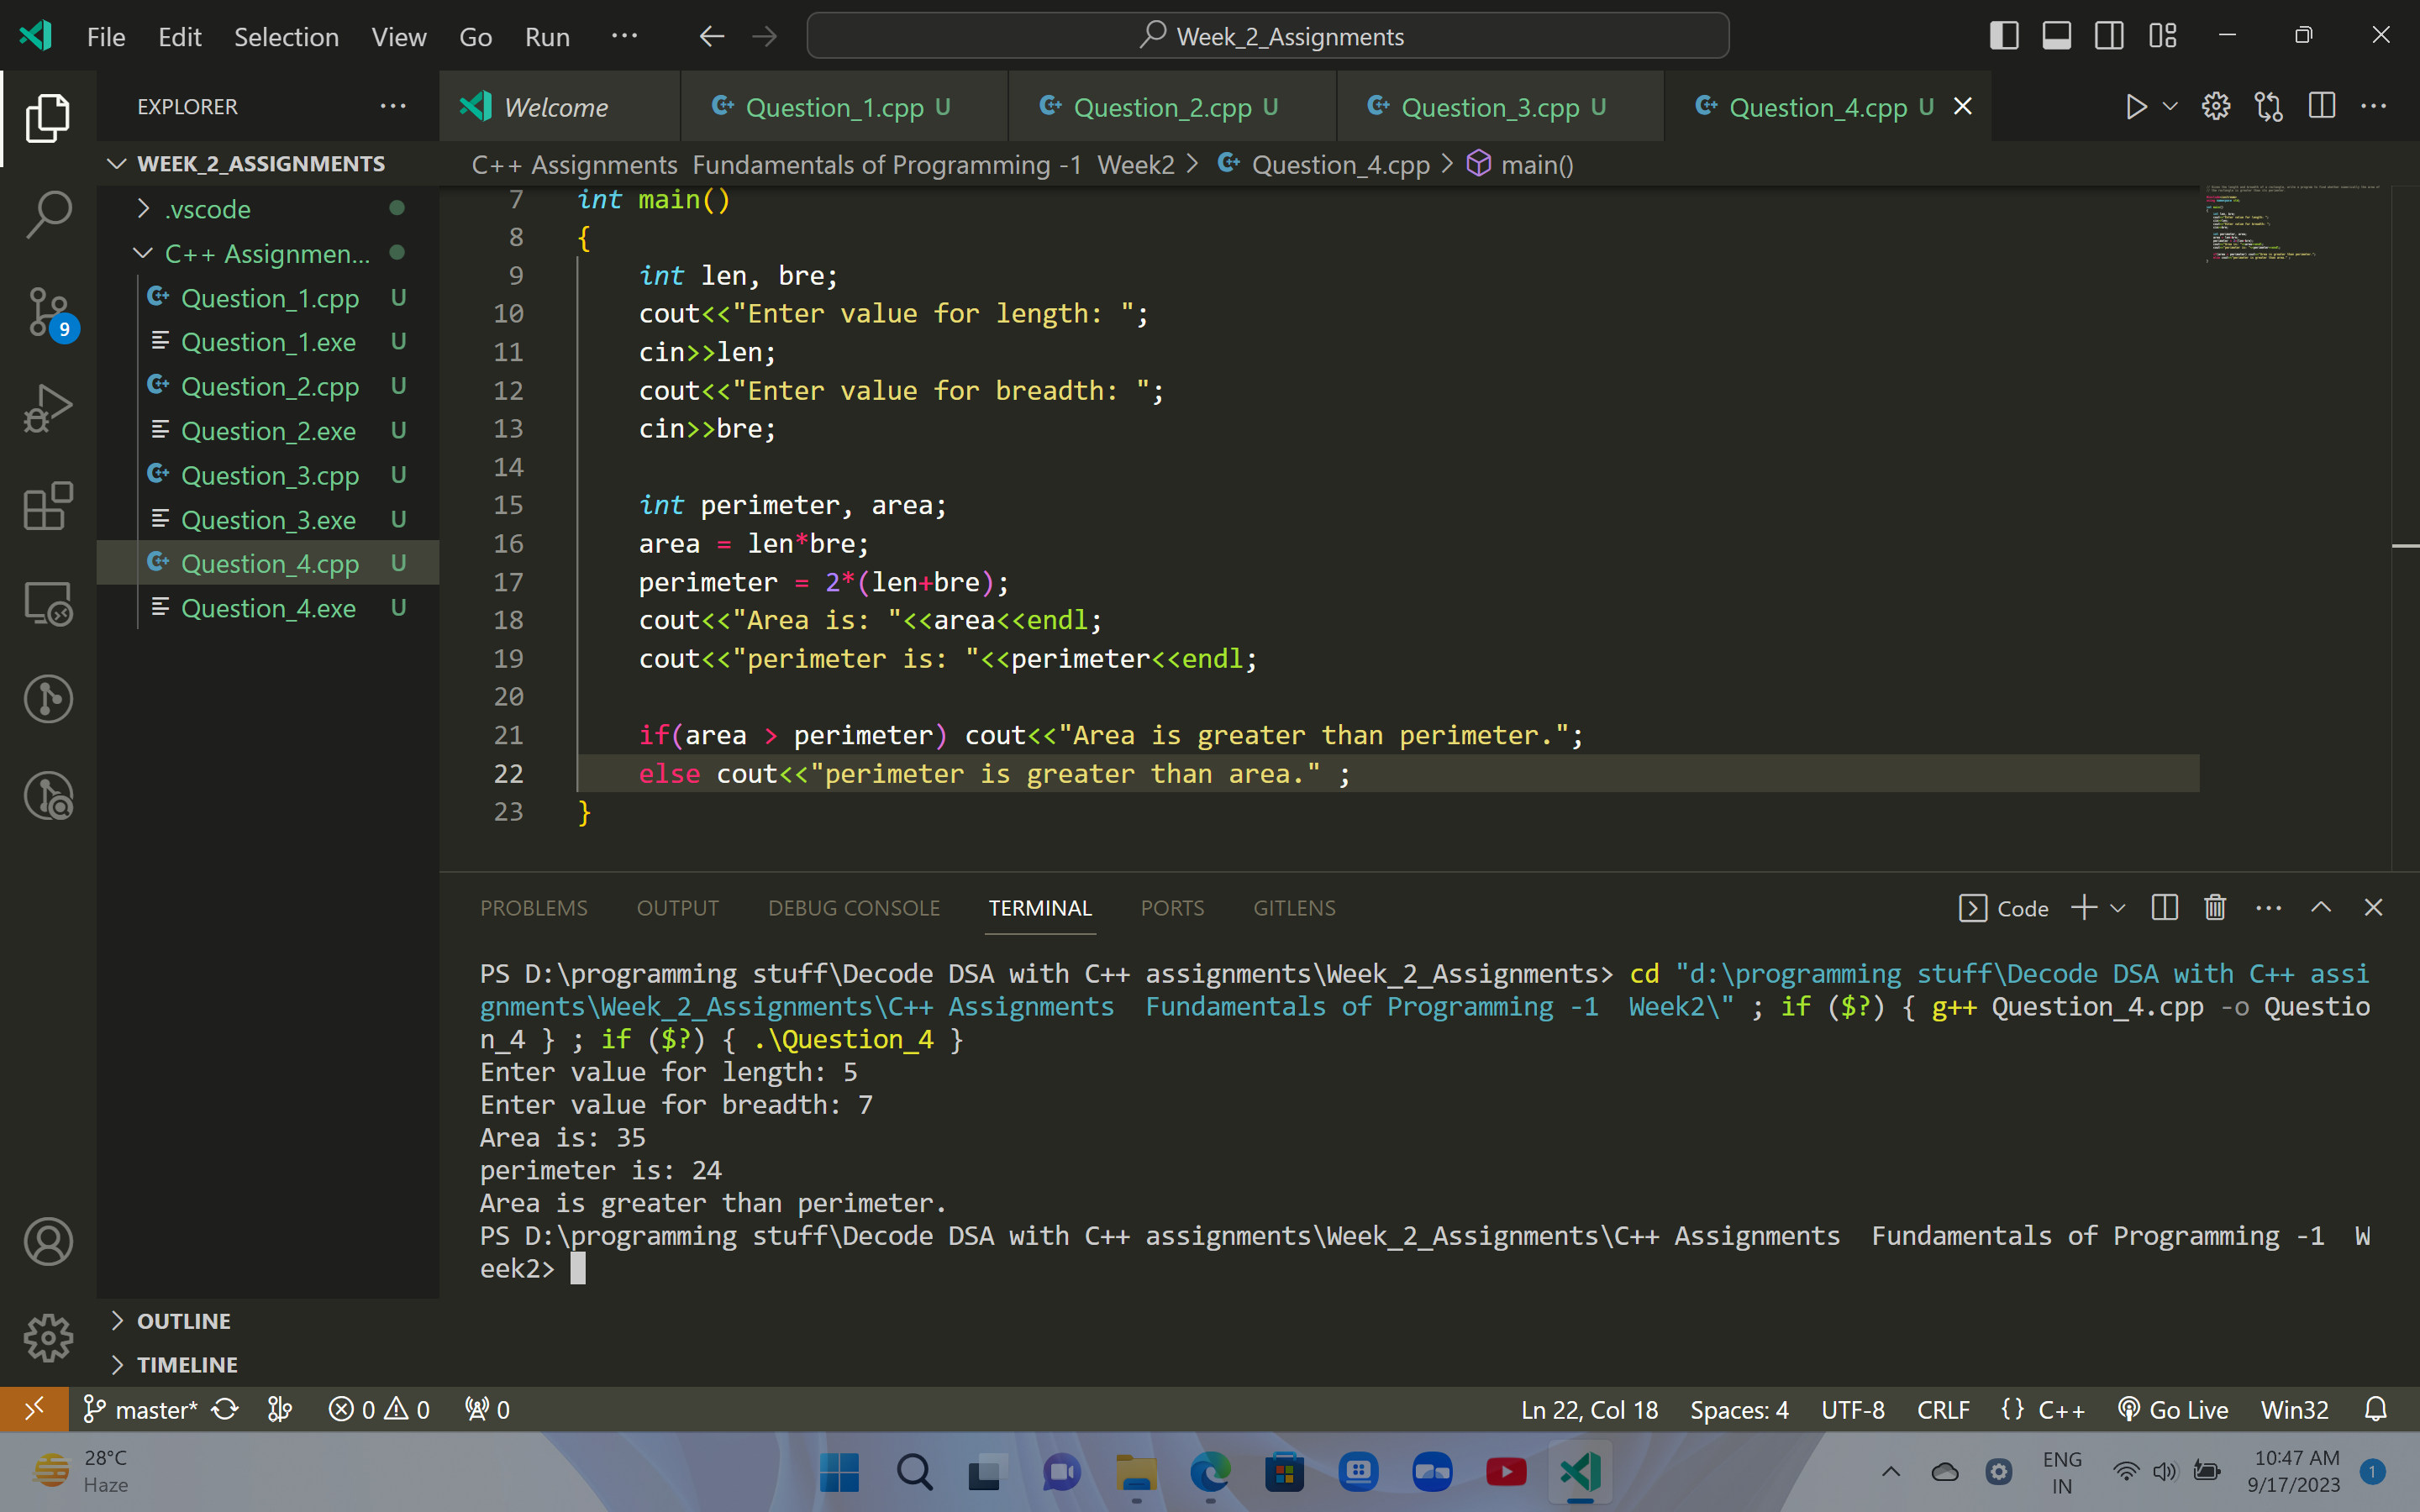 File Edit Selection View Go Run ···
Week_2_Assignments
EXPLORER
Welcome
Question_1.cpp U
Question_2.cpp U
Question_3.cpp U
Question_4.cpp U
WEEK_2_ASSIGNMENTS
.vscode
C++ Assignmen...
Question_1.cpp U
Question_1.exe U
Question_2.cpp U
Question_2.exe U
Question_3.cpp U
Question_3.exe U
Question_4.cpp U
Question_4.exe U
9
OUTLINE
TIMELINE
C++ Assignments  Fundamentals of Programming -1  Week2 > Question_4.cpp > main()
7 int main()
8 {
9     int len, bre;
10     cout<<"Enter value for length: ";
11     cin>>len;
12     cout<<"Enter value for breadth: ";
13     cin>>bre;
14
15     int perimeter, area;
16     area = len*bre;
17     perimeter = 2*(len+bre);
18     cout<<"Area is: "<<area<<endl;
19     cout<<"perimeter is: "<<perimeter<<endl;
20
21     if(area > perimeter) cout<<"Area is greater than perimeter.";
22     else cout<<"perimeter is greater than area." ;
23 }
PROBLEMS OUTPUT DEBUG CONSOLE TERMINAL PORTS GITLENS
Code
PS D:\programming stuff\Decode DSA with C++ assignments\Week_2_Assignments> cd "d:\programming stuff\Decode DSA with C++ assi
gnments\Week_2_Assignments\C++ Assignments  Fundamentals of Programming -1  Week2\" ; if ($?) { g++ Question_4.cpp -o Questio
n_4 } ; if ($?) { .\Question_4 }
Enter value for length: 5
Enter value for breadth: 7
Area is: 35
perimeter is: 24
Area is greater than perimeter.
PS D:\programming stuff\Decode DSA with C++ assignments\Week_2_Assignments\C++ Assignments  Fundamentals of Programming -1  W
eek2>
master* 0 0 0
Ln 22, Col 18 Spaces: 4 UTF-8 CRLF {} C++ Go Live Win32
28°C
Haze
ENG
IN
10:47 AM
9/17/2023
1